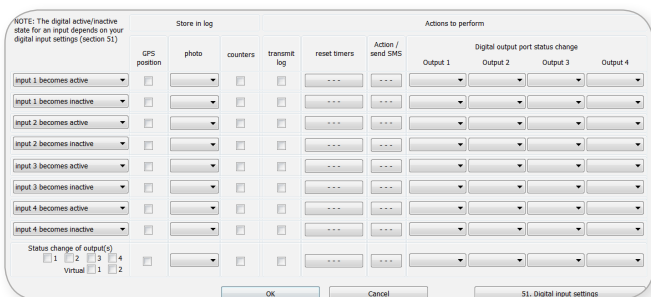 NOTE: The digital active/inactive
state for an input depends on your
digital input settings (section 51)
Store in log
Actions to perform
GPS
position
photo
counters
transmit
log
reset timers
Action /
send SMS
Digital output port status change
Output 1
Output 2
Output 3
Output 4
input 1 becomes active
- - -
- - -
input 1 becomes inactive
- - -
- - -
input 2 becomes active
- - -
- - -
input 2 becomes inactive
- - -
- - -
input 3 becomes active
- - -
- - -
input 3 becomes inactive
- - -
- - -
input 4 becomes active
- - -
- - -
input 4 becomes inactive
- - -
- - -
Status change of output(s)
1 2 3 4
Virtual 1 2
- - -
- - -
OK
Cancel
51. Digital input settings